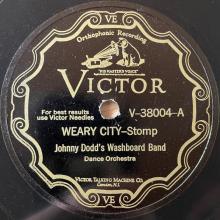 VE
Orthophonic Recording
"HIS MASTER'S VOICE"
VICTOR
For best results
use Victor Needles
V-38004-A
WEARY CITY-Stomp
Johnny Dodd's Washboard Band
Dance Orchestra
VICTOR TALKING MACHINE CO.
Camden, N.J.
VE